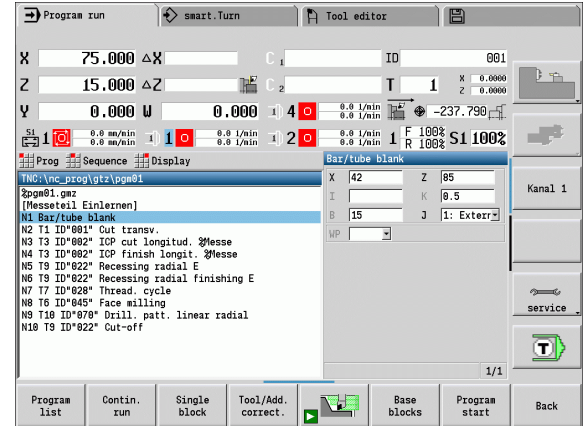 Program run
smart.Turn
Tool editor
X 75.000 ΔX C 1 ID 001
Z 15.000 ΔZ C 2 T 1 X 0.0000 Z 0.0000
Y 0.000 U 0.000 4 0 0.0 1/min 0.0 1/min -237.790
S1 1 0 0.0 mm/min 0.0 mm/min 1 0 0.0 1/min 0.0 1/min 2 0 0.0 1/min 0.0 1/min 1 F 100% R 100% S1 100%
Prog Sequence Display
TNC:\nc_prog\gtz\pgm01
%pgm01.gmz
[Messeteil Einlernen]
N1 Bar/tube blank
N2 T1 ID"001" Cut transv.
N3 T3 ID"002" ICP cut longitud. %Messe
N4 T3 ID"002" ICP finish longit. %Messe
N5 T9 ID"022" Recessing radial E
N6 T9 ID"022" Recessing radial finishing E
N7 T7 ID"028" Thread. cycle
N8 T6 ID"045" Face milling
N9 T10 ID"070" Drill. patt. linear radial
N10 T9 ID"022" Cut-off
Bar/tube blank
X 42 Z 85
I K 0.5
B 15 J 1: Extern
WP
1/1
Kanal 1
service
T
Program list
Contin. run
Single block
Tool/Add. correct.
Base blocks
Program start
Back